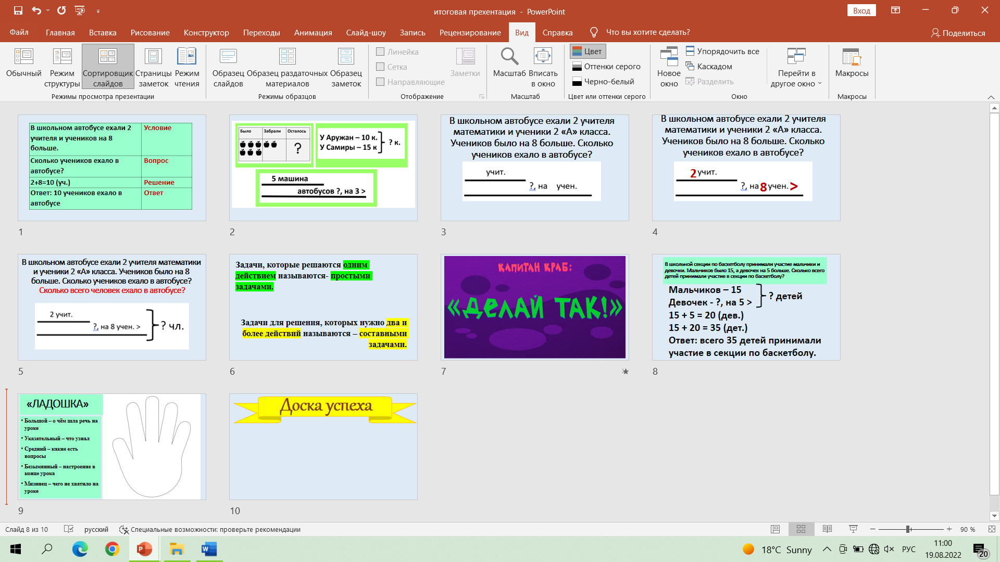 итоговая прехентация - PowerPoint
Вход
Файл Главная Вставка Рисование Конструктор Переходы Анимация Слайд-шоу Запись Рецензирование Вид Справка Что вы хотите сделать? Поделиться
Обычный
Режим структуры
Сортировщик слайдов
Страницы заметок
Режим чтения
Режимы просмотра презентации
Образец слайдов
Образец раздаточных материалов
Образец заметок
Режимы образцов
Линейка
Сетка
Направляющие
Заметки
Отображение
Масштаб
Вписать в окно
Масштаб
Цвет
Оттенки серого
Черно-белый
Цвет или оттенки серого
Новое окно
Упорядочить все
Каскадом
Разделить
Перейти в другое окно
Окно
Макросы
Макросы
В школьном автобусе ехали 2 учителя и учеников на 8 больше.
Условие
Сколько учеников ехало в автобусе?
Вопрос
2+8=10 (уч.)
Решение
Ответ: 10 учеников ехало в автобусе
Ответ
1
Было Забрали Осталось
?
У Аружан – 10 к.
У Самиры – 15 к
? к.
5 машина
автобусов ?, на 3 >
2
В школьном автобусе ехали 2 учителя
математики и ученики 2 «А» класса.
Учеников было на 8 больше. Сколько
учеников ехало в автобусе?
учит.
?, на учен.
3
В школьном автобусе ехали 2 учителя
математики и ученики 2 «А» класса.
Учеников было на 8 больше. Сколько
учеников ехало в автобусе?
2 учит.
?, на 8 учен. >
4
В школьном автобусе ехали 2 учителя математики
и ученики 2 «А» класса. Учеников было на 8
больше. Сколько учеников ехало в автобусе?
Сколько всего человек ехало в автобусе?
2 учит.
?, на 8 учен. >
? чл.
5
Задачи, которые решаются одним
действием называются- простыми
задачами.
Задачи для решения, которых нужно два и
более действий называются – составными
задачами.
6
КАПИТАН КРАБ:
«ДЕЛАЙ ТАК!»
7
В школьной секции по баскетболу принимали участие мальчики и
девочки. Мальчиков было 15, а девочек на 5 больше. Сколько всего
детей принимали участие в секции по баскетболу?
Мальчиков – 15
Девочек - ?, на 5 >
? детей
15 + 5 = 20 (дев.)
15 + 20 = 35 (дет.)
Ответ: всего 35 детей принимали
участие в секции по баскетболу.
8
«ЛАДОШКА»
• Большой – о чём шла речь на
уроке
• Указательный – что узнал
• Средний – какие есть
вопросы
• Безымянный – настроение в
конце урока
• Мизинец – чего не хватило на
уроке
9
Доска успеха
10
Слайд 8 из 10 русский Специальные возможности: проверьте рекомендации 90 %
18°C Sunny РУС
11:00
19.08.2022
20